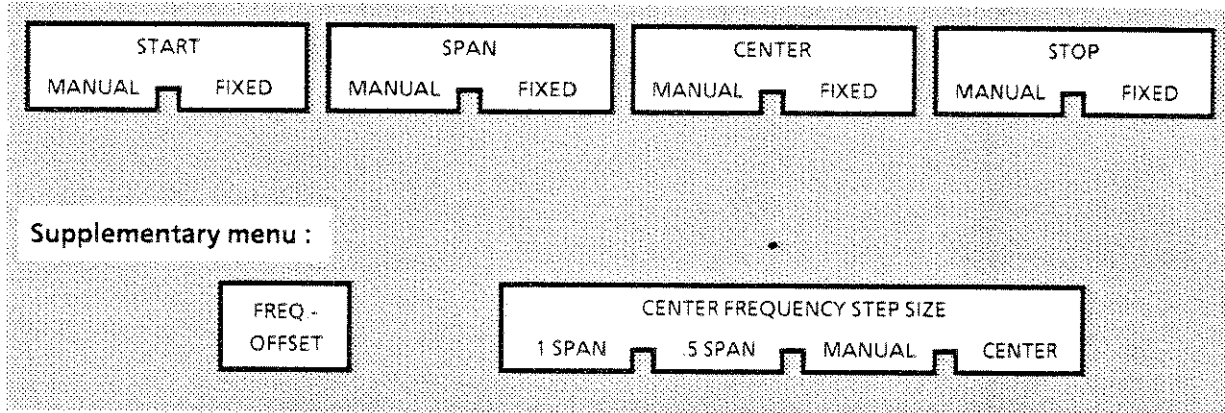 START SPAN CENTER STOP
MANUAL FIXED MANUAL FIXED MANUAL FIXED MANUAL FIXED
Supplementary menu :
FREQ.-
OFFSET
CENTER FREQUENCY STEP SIZE
1 SPAN .5 SPAN MANUAL CENTER